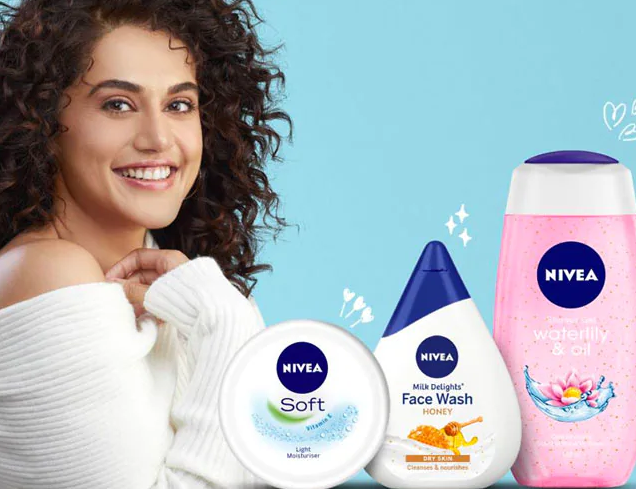 NIVEA
Soft
Vitamin E
Light
Moisturiser
NIVEA
Milk Delights®
Face Wash
HONEY
DRY SKIN
Cleanses & nourishes
NIVEA
waterlily
& oil